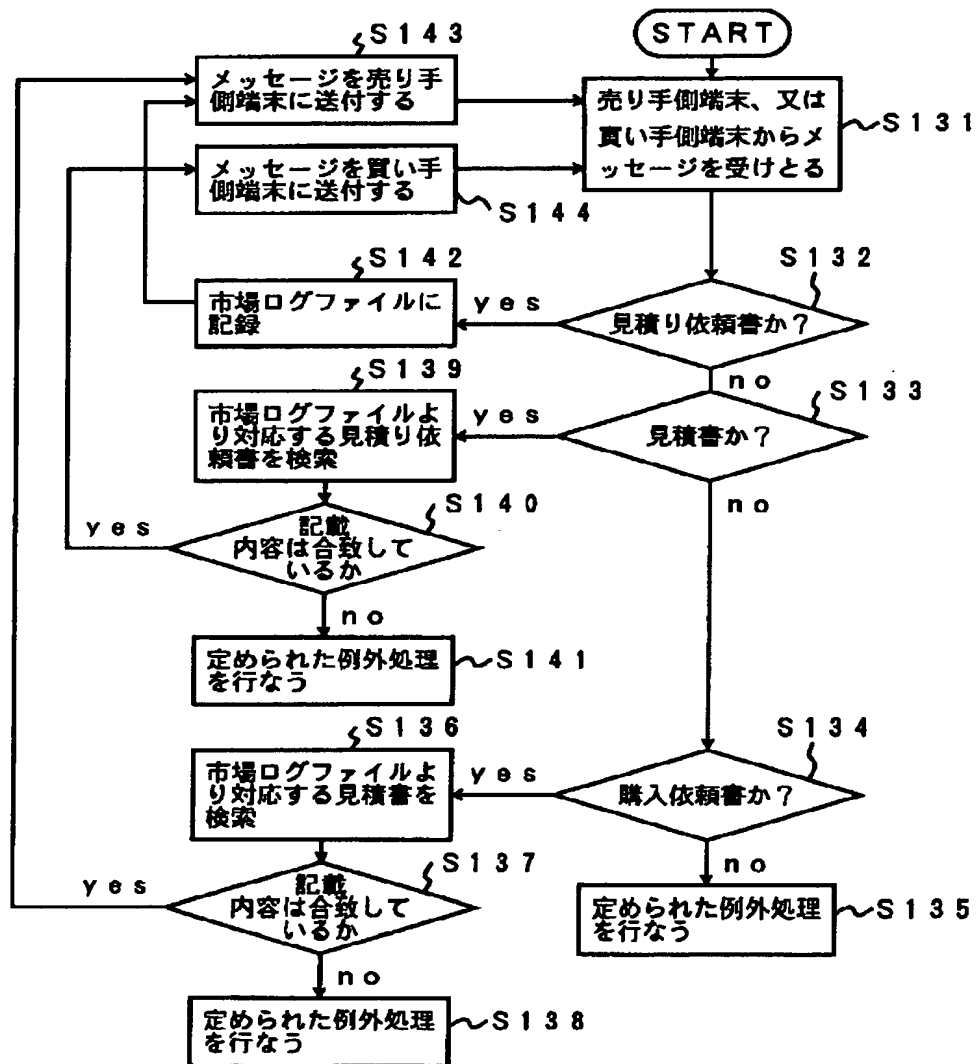 S143
START
メッセージを売り手
側端末に送付する
売り手側端末、又は
買い手側端末からメ
ッセージを受けとる
S131
メッセージを買い手
側端末に送付する
S144
S142
S132
市場ログファイルに
記録
yes
見積り依頼書か?
no
S139
S133
市場ログファイルよ
り対応する見積り依
頼書を検索
yes
見積書か?
no
S140
yes
記載
内容は合致して
いるか
no
定められた例外処理
を行なう
S141
S136
S134
市場ログファイルよ
り対応する見積書を
検索
yes
購入依頼書か?
no
S137
yes
記載
内容は合致して
いるか
no
定められた例外処理
を行なう
S135
定められた例外処理
を行なう
S138